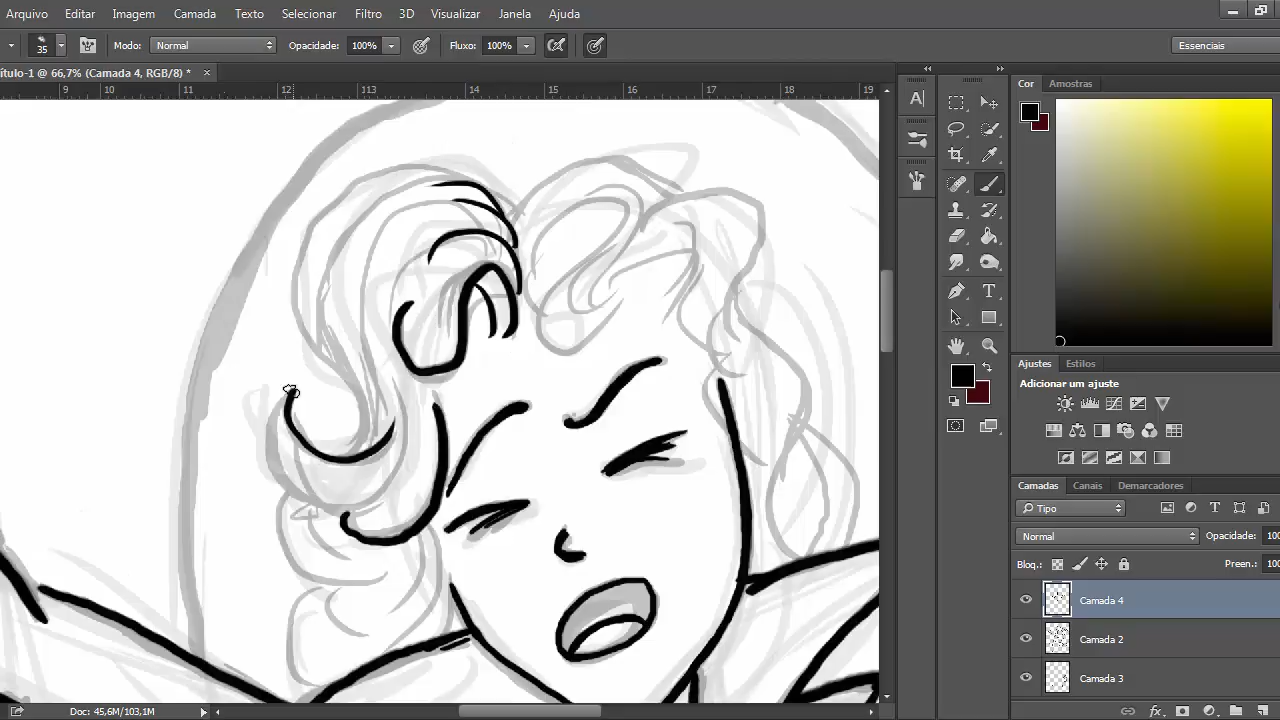 Arquivo Editar Imagem Camada Texto Selecionar Filtro 3D Visualizar Janela Ajuda
35 Modo: Normal Opacidade: 100% Fluxo: 100% Essenciais
ítulo-1 @ 66,7% (Camada 4, RGB/8) * ×
9 10 11 12 113 14 15 16 17 18 19
Cor Amostras
Ajustes Estilos
Adicionar um ajuste
Camadas Canais Demarcadores
Tipo
Normal Opacidade: 100
Bloq.: Preen.: 100
Camada 4
Camada 2
Camada 3
Doc: 45,6M/103,1M